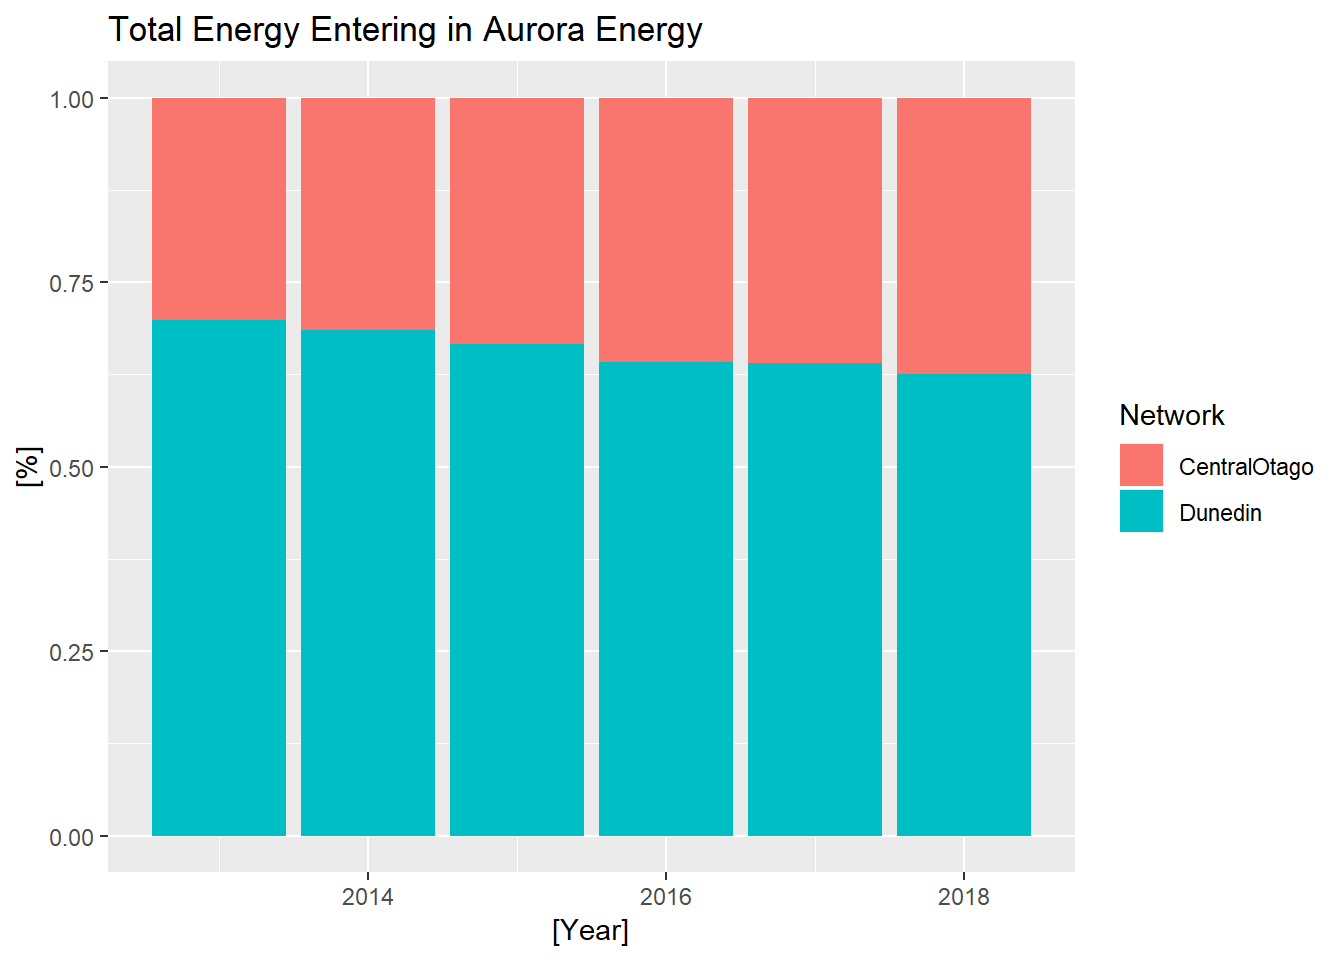 Total Energy Entering in Aurora Energy
1.00
0.75
0.50
0.25
0.00
[%]
2014
2016
2018
[Year]
Network
CentralOtago
Dunedin